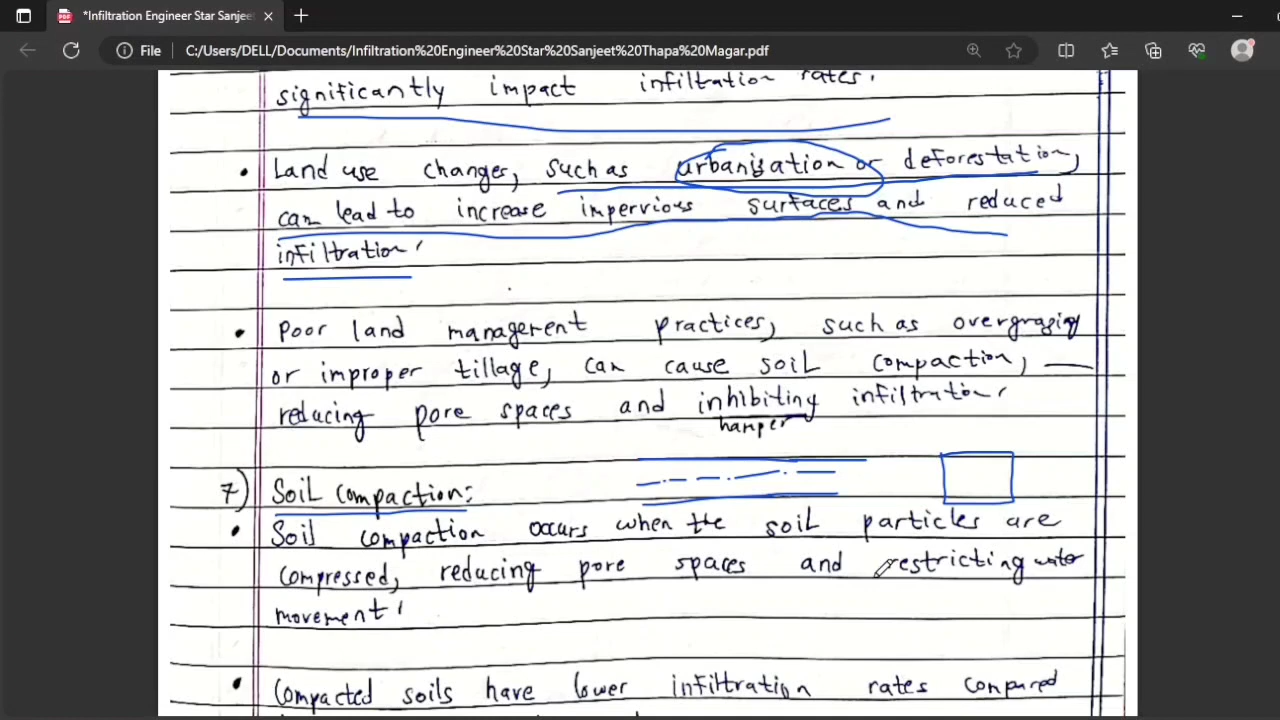 *Infiltration Engineer Star Sanjeet
File C:/Users/DELL/Documents/Infiltration%20Engineer%20Star%20Sanjeet%20Thapa%20Magar.pdf
significantly impact infiltration rates.
• Land use changes, such as urbanisation or deforestation,
can lead to increase impervious surfaces and reduced
infiltration.
• Poor land management practices, such as overgrazing
or improper tillage, can cause soil compaction,
reducing pore spaces and inhibiting infiltration.
hamper
7) Soil compaction:
• Soil compaction occurs when the soil particles are
compressed, reducing pore spaces and restricting water
movement.
• Compacted soils have lower infiltration rates compared